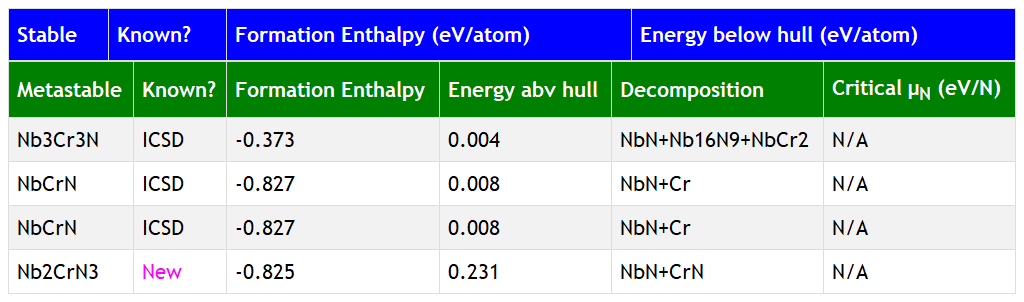 Stable Known? Formation Enthalpy (eV/atom) Energy below hull (eV/atom)
Metastable Known? Formation Enthalpy Energy abv hull Decomposition Critical μN (eV/N)
Nb3Cr3N ICSD -0.373 0.004 NbN+Nb16N9+NbCr2 N/A
NbCrN ICSD -0.827 0.008 NbN+Cr N/A
NbCrN ICSD -0.827 0.008 NbN+Cr N/A
Nb2CrN3 New -0.825 0.231 NbN+CrN N/A